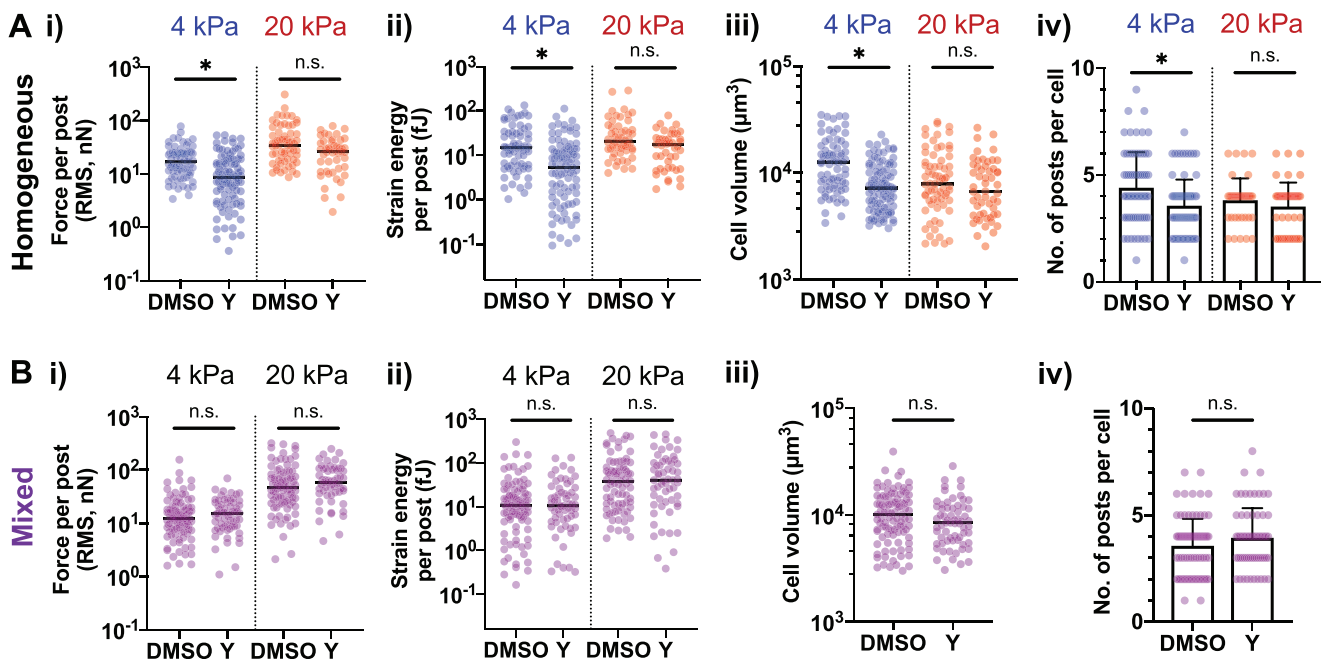 A i) 4 kPa 20 kPa
ii) 4 kPa 20 kPa
iii) 4 kPa 20 kPa
iv) 4 kPa 20 kPa
Homogeneous
Force per post
(RMS, nN)
10³
10²
10¹
10⁰
10⁻¹
* n.s.
DMSO Y DMSO Y
Strain energy
per post (fJ)
10³
10²
10¹
10⁰
10⁻¹
* n.s.
DMSO Y DMSO Y
Cell volume (µm³)
10⁵
10⁴
10³
* n.s.
DMSO Y DMSO Y
No. of posts per cell
10
5
0
* n.s.
DMSO Y DMSO Y
B i) 4 kPa 20 kPa
ii) 4 kPa 20 kPa
iii)
iv)
Mixed
Force per post
(RMS, nN)
10³
10²
10¹
10⁰
10⁻¹
n.s. n.s.
DMSO Y DMSO Y
Strain energy
per post (fJ)
10³
10²
10¹
10⁰
10⁻¹
n.s. n.s.
DMSO Y DMSO Y
Cell volume (µm³)
10⁵
10⁴
10³
n.s.
DMSO Y
No. of posts per cell
10
5
0
n.s.
DMSO Y